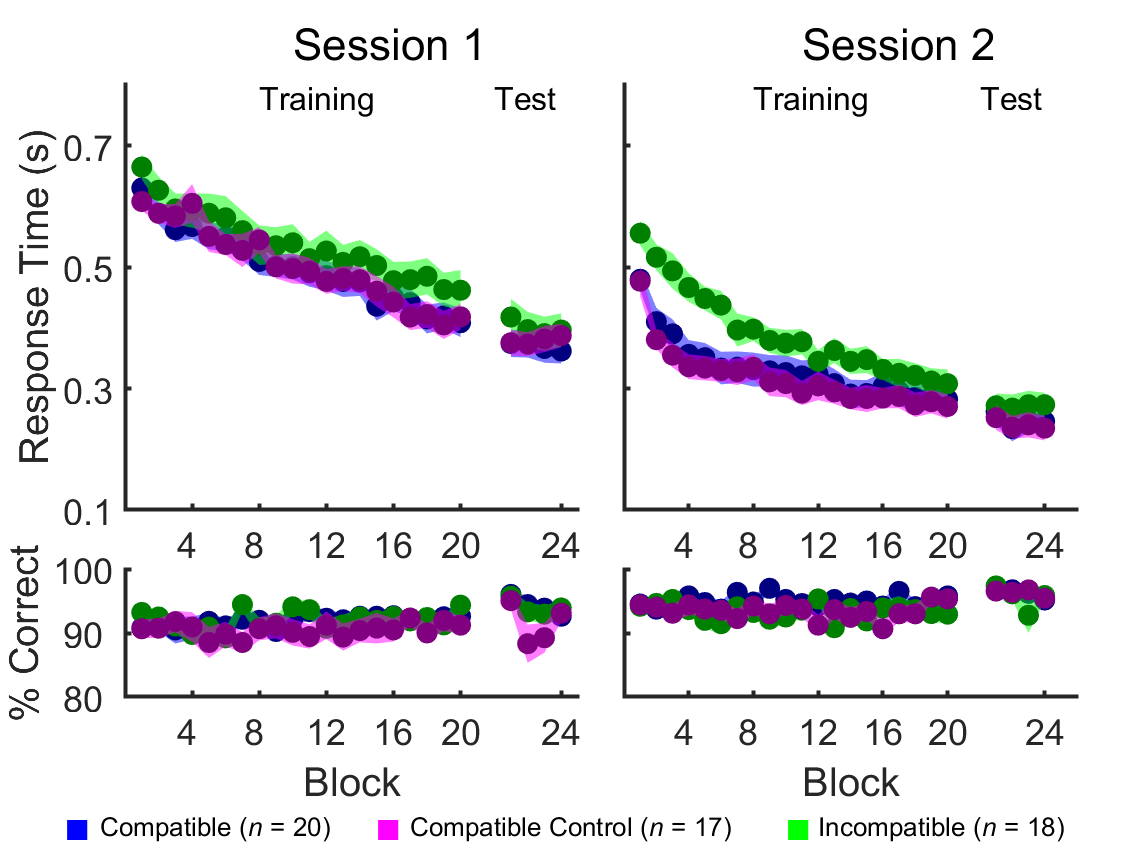 Session 1 Session 2
Training Test Training Test
Response Time (s)
0.7
0.5
0.3
0.1
4 8 12 16 20 24 4 8 12 16 20 24
% Correct
100
90
80
4 8 12 16 20 24 4 8 12 16 20 24
Block Block
Compatible (n = 20) Compatible Control (n = 17) Incompatible (n = 18)